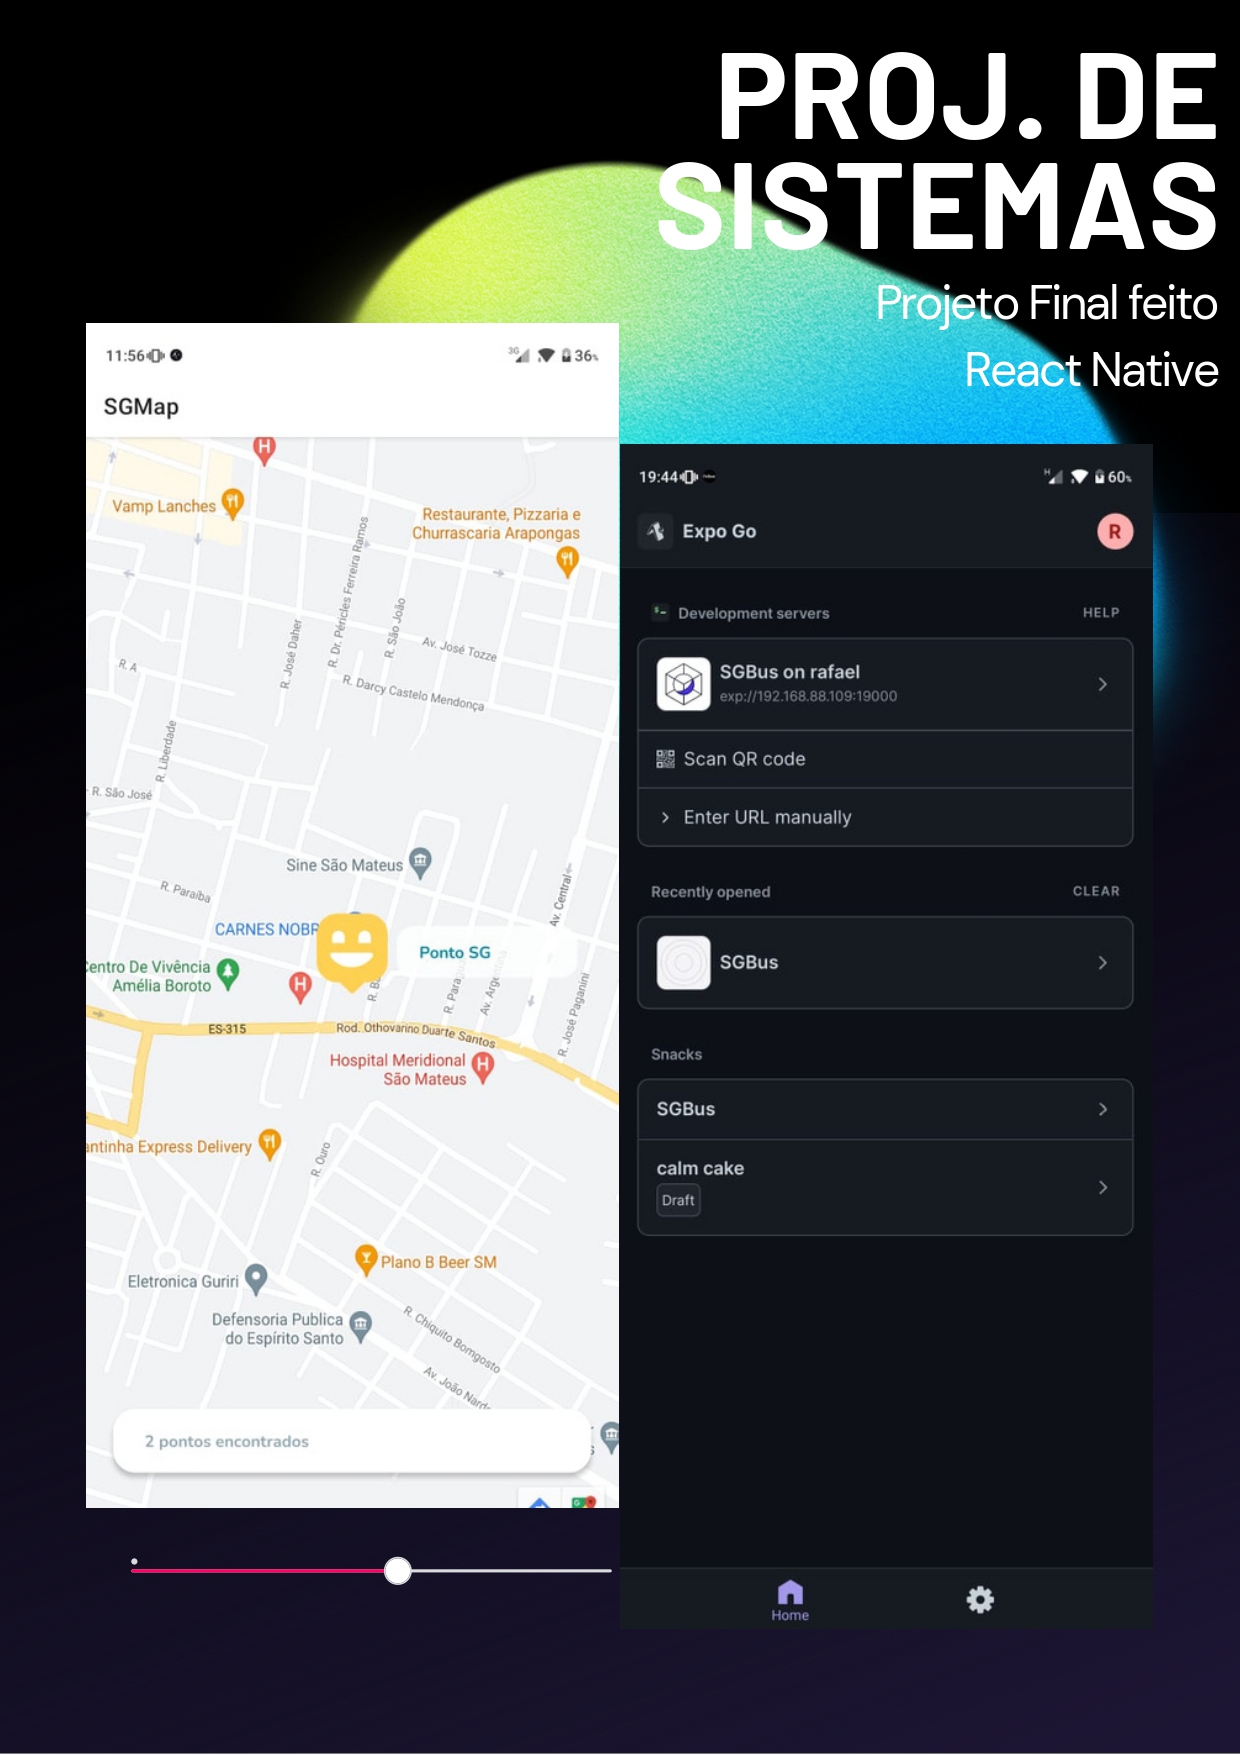 PROJ. DE
SISTEMAS
Projeto Final feito
React Native
11:56
3G
36%
SGMap
H
Vamp Lanches
Restaurante, Pizzaria e
Churrascaria Arapongas
R. Dr. Péricles Ferreira Ramos
R. São João
R. José Daher
Av. José Tozze
R. A
R. Darcy Castelo Mendonça
R. Liberdade
R. São José
Sine São Mateus
R. Paraíba
Av. Central
CARNES NOBR
Ponto SG
Centro De Vivência
Amélia Boroto
H
R. B
R. Para
Av. Argen
R. José Paganini
ES-315
Rod. Othovarino Duarte Santos
Hospital Meridional
São Mateus
H
antinha Express Delivery
R. Ouro
Plano B Beer SM
Eletronica Guriri
Defensoria Publica
do Espírito Santo
R. Chiquito Bomgosto
Av. João Nardo
2 pontos encontrados
19:44
H
60%
Expo Go
R
Development servers
HELP
SGBus on rafael
exp://192.168.88.109:19000
Scan QR code
Enter URL manually
Recently opened
CLEAR
SGBus
Snacks
SGBus
calm cake
Draft
Home